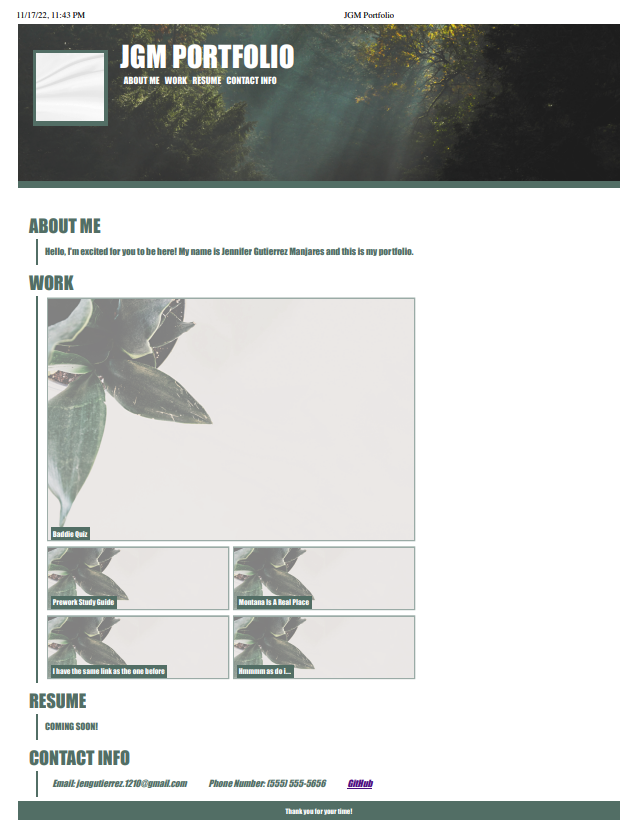 11/17/22, 11:43 PM JGM Portfolio
JGM PORTFOLIO
ABOUT ME WORK RESUME CONTACT INFO
ABOUT ME
Hello, I'm excited for you to be here! My name is Jennifer Gutierrez Manjares and this is my portfolio.
WORK
Baddie Quiz
Prework Study Guide
Montana Is A Real Place
I have the same link as the one before
Hmmmm as do i...
RESUME
COMING SOON!
CONTACT INFO
Email: jengutierrez.1210@gmail.com Phone Number: (555) 555-5656 GitHub
Thank you for your time!